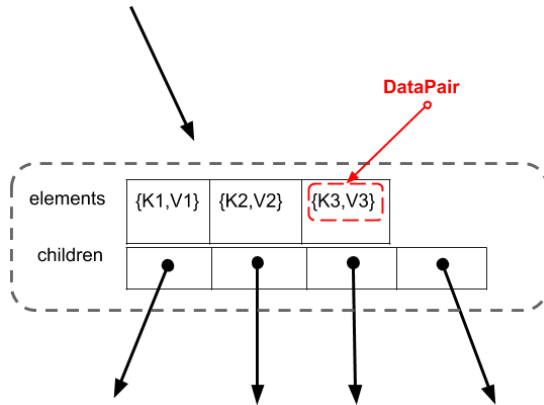 DataPair
elements {K1,V1} {K2,V2} {K3,V3}
children